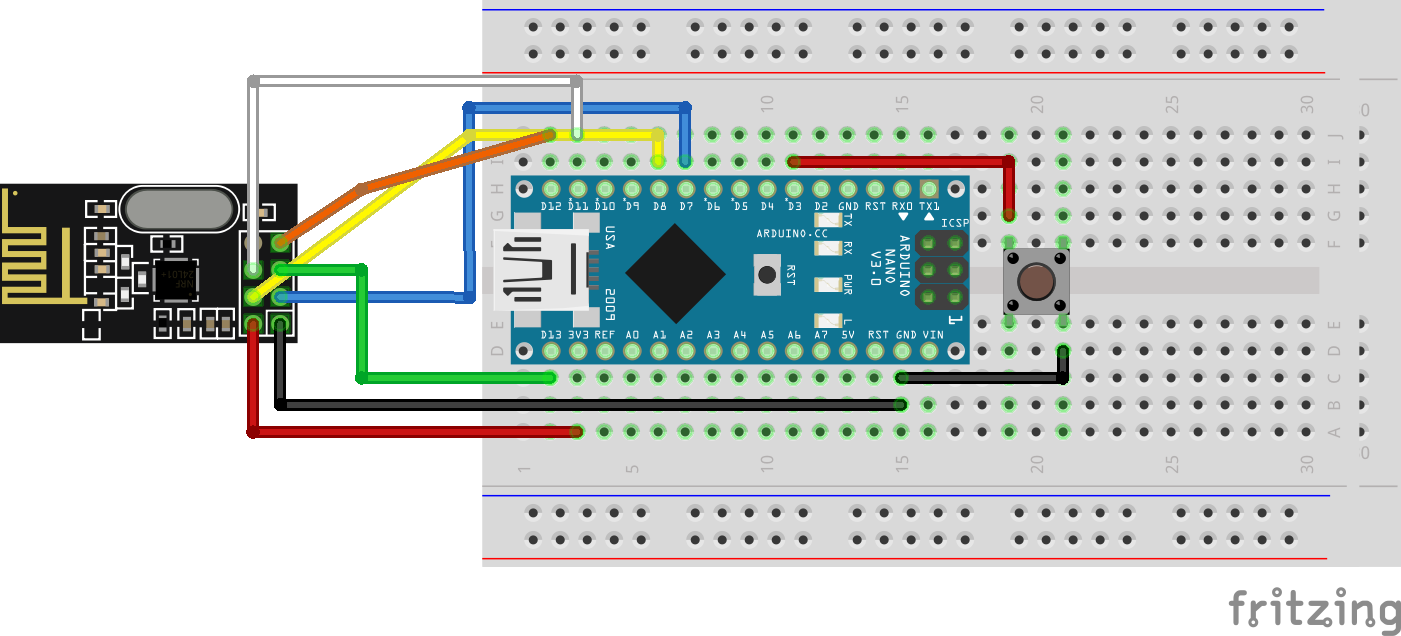 10 15 20 25 30
J
I
H
D12 D11 D10 D9 D8 D7 D6 D5 D4 D3 D2 GND RST RX0 TX1
G
TX
ICSP
ARDUINO.CC
USA
F
RX
ARDUINO
NANO
V3.0
RST
NRF
24L01+
PWR
2009
L
1
E
D13 3V3 REF A0 A1 A2 A3 A4 A5 A6 A7 5V RST GND VIN
D
C
B
A
1 5 10 15 20 25 30
fritzing